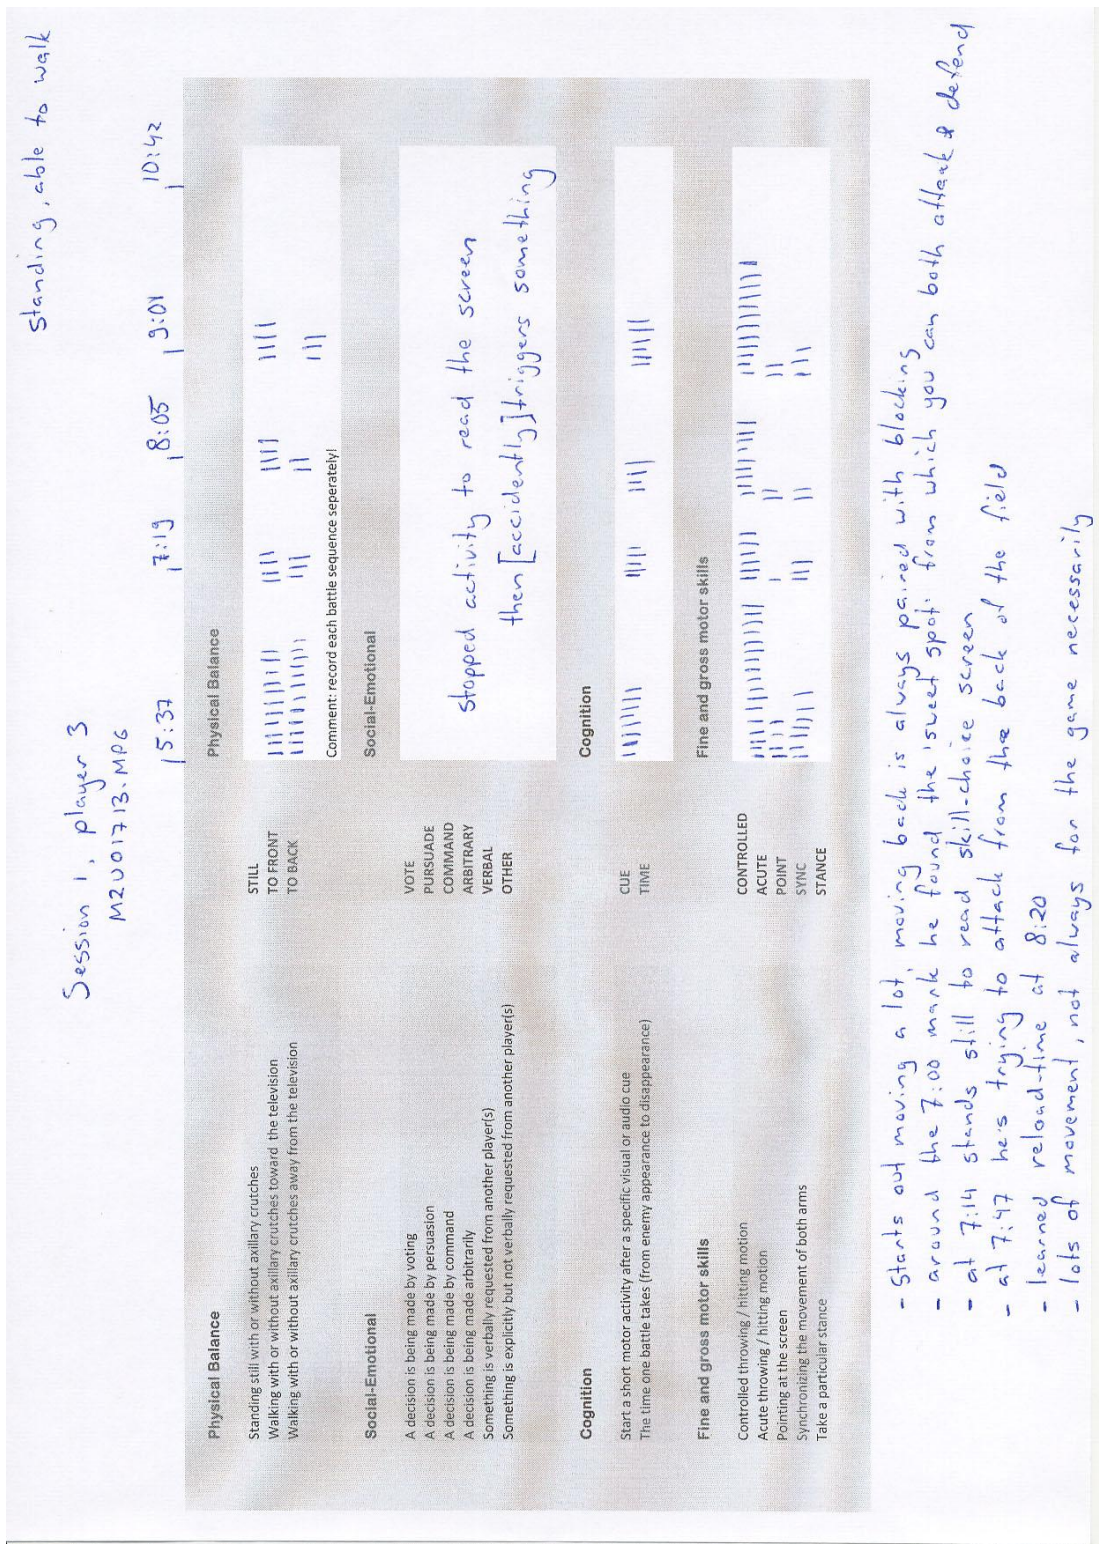 Standing, able to walk
Session 1, player 3
M2U01713.MPG
5:37 7:19 8:05 9:01 10:42
Physical Balance
Standing still with or without axillary crutches
Walking with or without axillary crutches toward the television
Walking with or without axillary crutches away from the television
STILL
TO FRONT
TO BACK
Physical Balance
Comment: record each battle sequence seperately!
Social-Emotional
A decision is being made by voting
A decision is being made by persuasion
A decision is being made by command
A decision is being made arbitrarily
Something is verbally requested from another player(s)
Something is explicitly but not verbally requested from another player(s)
VOTE
PURSUADE
COMMAND
ARBITRARY
VERBAL
OTHER
Social-Emotional
Stopped activity to read the screen
then [accidently] triggers something
Cognition
Start a short motor activity after a specific visual or audio cue
The time one battle takes (from enemy appearance to disappearance)
CUE
TIME
Cognition
Fine and gross motor skills
Controlled throwing / hitting motion
Acute throwing / hitting motion
Pointing at the screen
Synchronizing the movement of both arms
Take a particular stance
CONTROLLED
ACUTE
POINT
SYNC
STANCE
Fine and gross motor skills
- Starts out moving a lot, moving back is always paired with blocking
- around the 7:00 mark he found the 'sweet spot' from which you can both attack & defend
- at 7:14 stands still to read skill-choice screen
- at 7:47 he's trying to attack from the back of the field
- learned reload-time at 8:20
- lots of movement, not always for the game necessarily